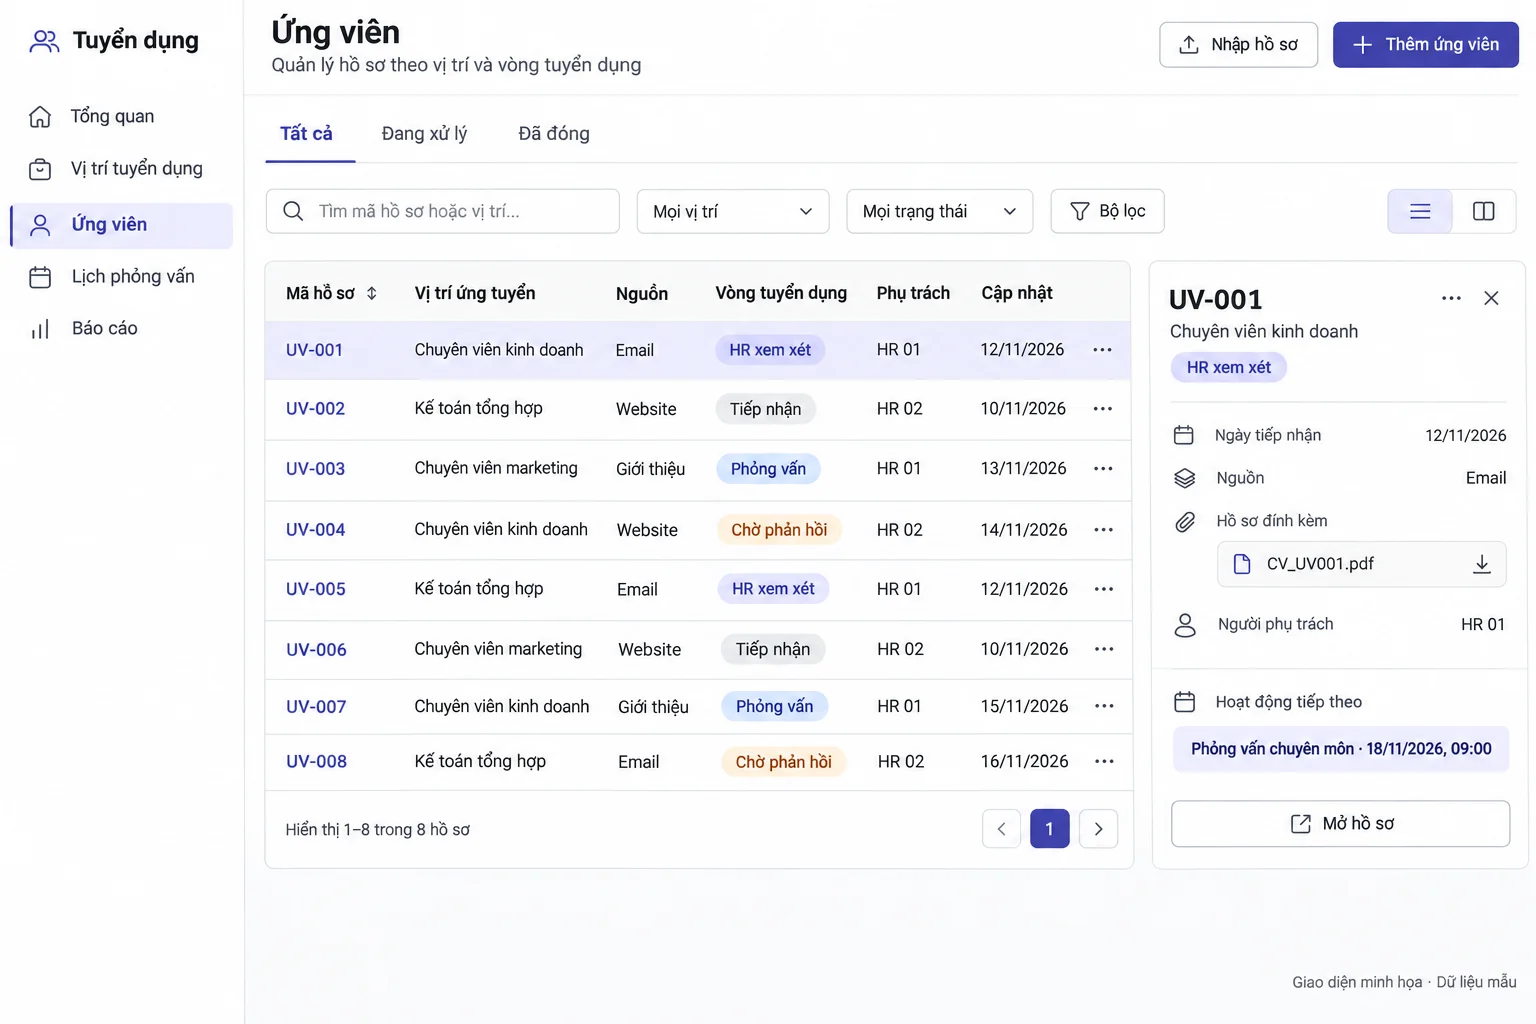 Tuyển dụng
Tổng quan
Vị trí tuyển dụng
Ứng viên
Lịch phỏng vấn
Báo cáo
Ứng viên
Quản lý hồ sơ theo vị trí và vòng tuyển dụng
Nhập hồ sơ
Thêm ứng viên
Tất cả Đang xử lý Đã đóng
Tìm mã hồ sơ hoặc vị trí...
Mọi vị trí
Mọi trạng thái
Bộ lọc
Mã hồ sơ Vị trí ứng tuyển Nguồn Vòng tuyển dụng Phụ trách Cập nhật
UV-001 Chuyên viên kinh doanh Email HR xem xét HR 01 12/11/2026
UV-002 Kế toán tổng hợp Website Tiếp nhận HR 02 10/11/2026
UV-003 Chuyên viên marketing Giới thiệu Phỏng vấn HR 01 13/11/2026
UV-004 Chuyên viên kinh doanh Website Chờ phản hồi HR 02 14/11/2026
UV-005 Kế toán tổng hợp Email HR xem xét HR 01 12/11/2026
UV-006 Chuyên viên marketing Website Tiếp nhận HR 02 10/11/2026
UV-007 Chuyên viên kinh doanh Giới thiệu Phỏng vấn HR 01 15/11/2026
UV-008 Kế toán tổng hợp Email Chờ phản hồi HR 02 16/11/2026
Hiển thị 1–8 trong 8 hồ sơ
1
UV-001
Chuyên viên kinh doanh
HR xem xét
Ngày tiếp nhận 12/11/2026
Nguồn Email
Hồ sơ đính kèm
CV_UV001.pdf
Người phụ trách HR 01
Hoạt động tiếp theo
Phỏng vấn chuyên môn · 18/11/2026, 09:00
Mở hồ sơ
Giao diện minh họa · Dữ liệu mẫu